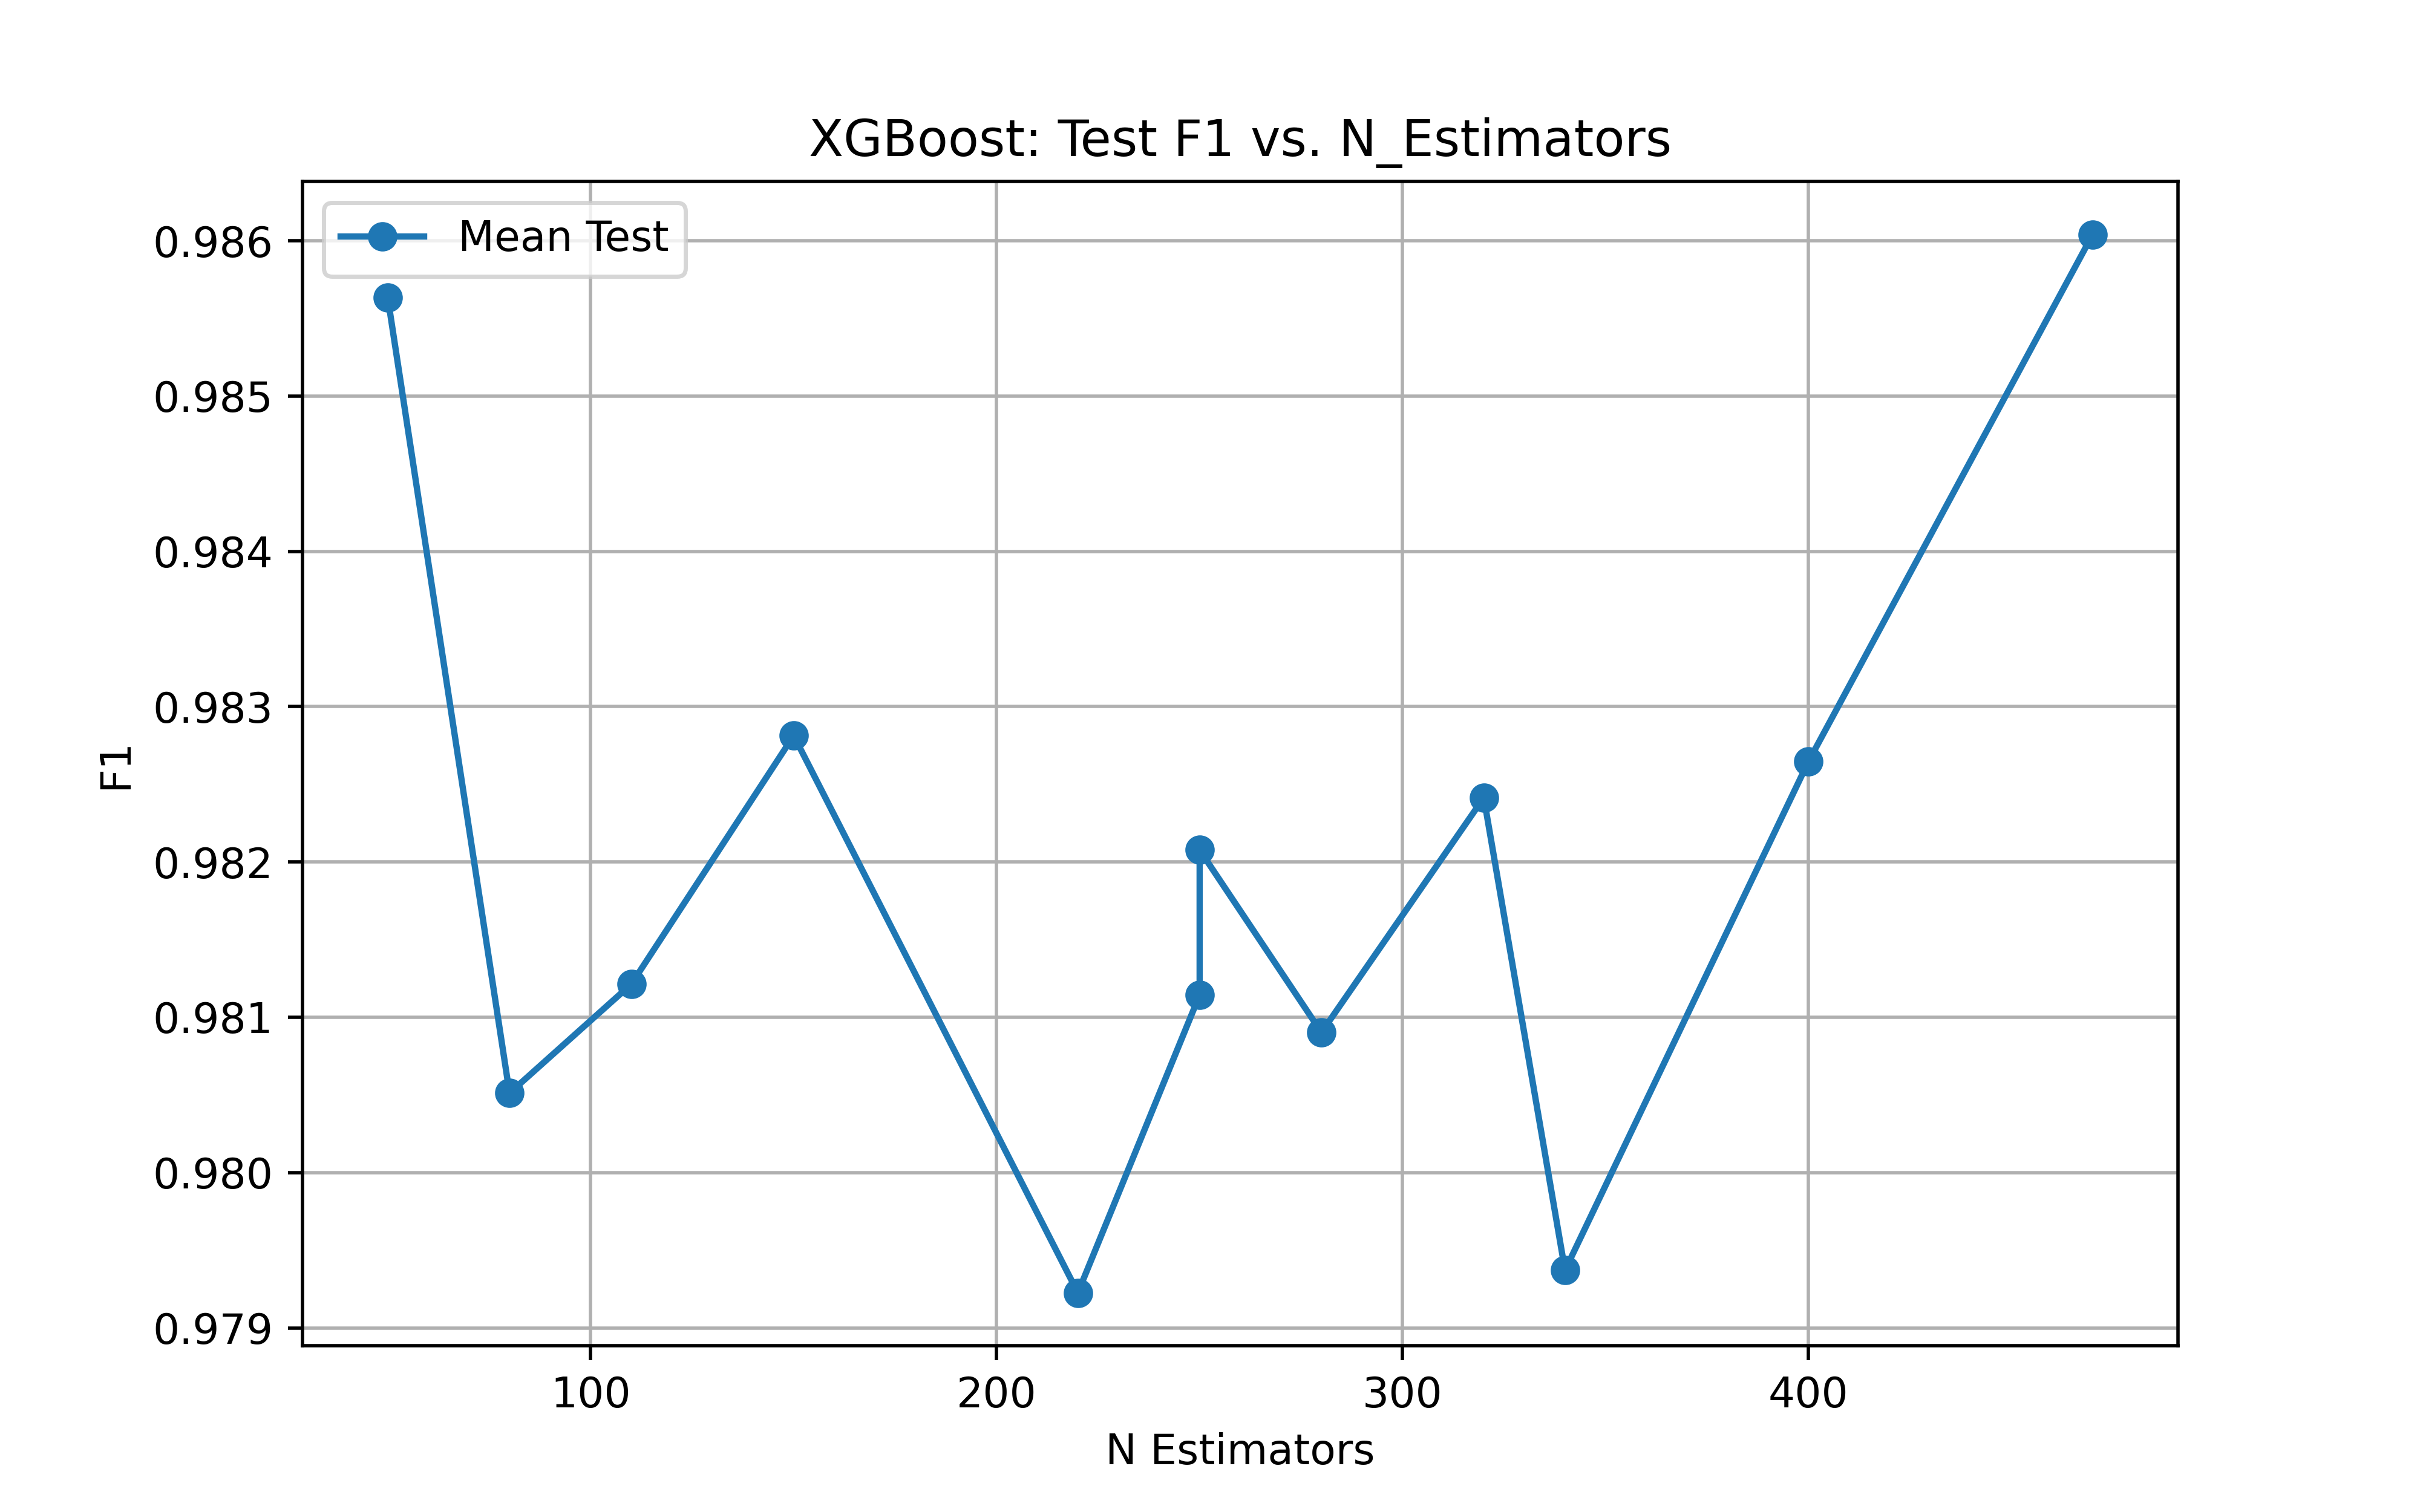 XGBoost: Test F1 vs. N_Estimators
Mean Test
0.986
0.985
0.984
0.983
0.982
0.981
0.980
0.979
F1
100 200 300 400
N Estimators